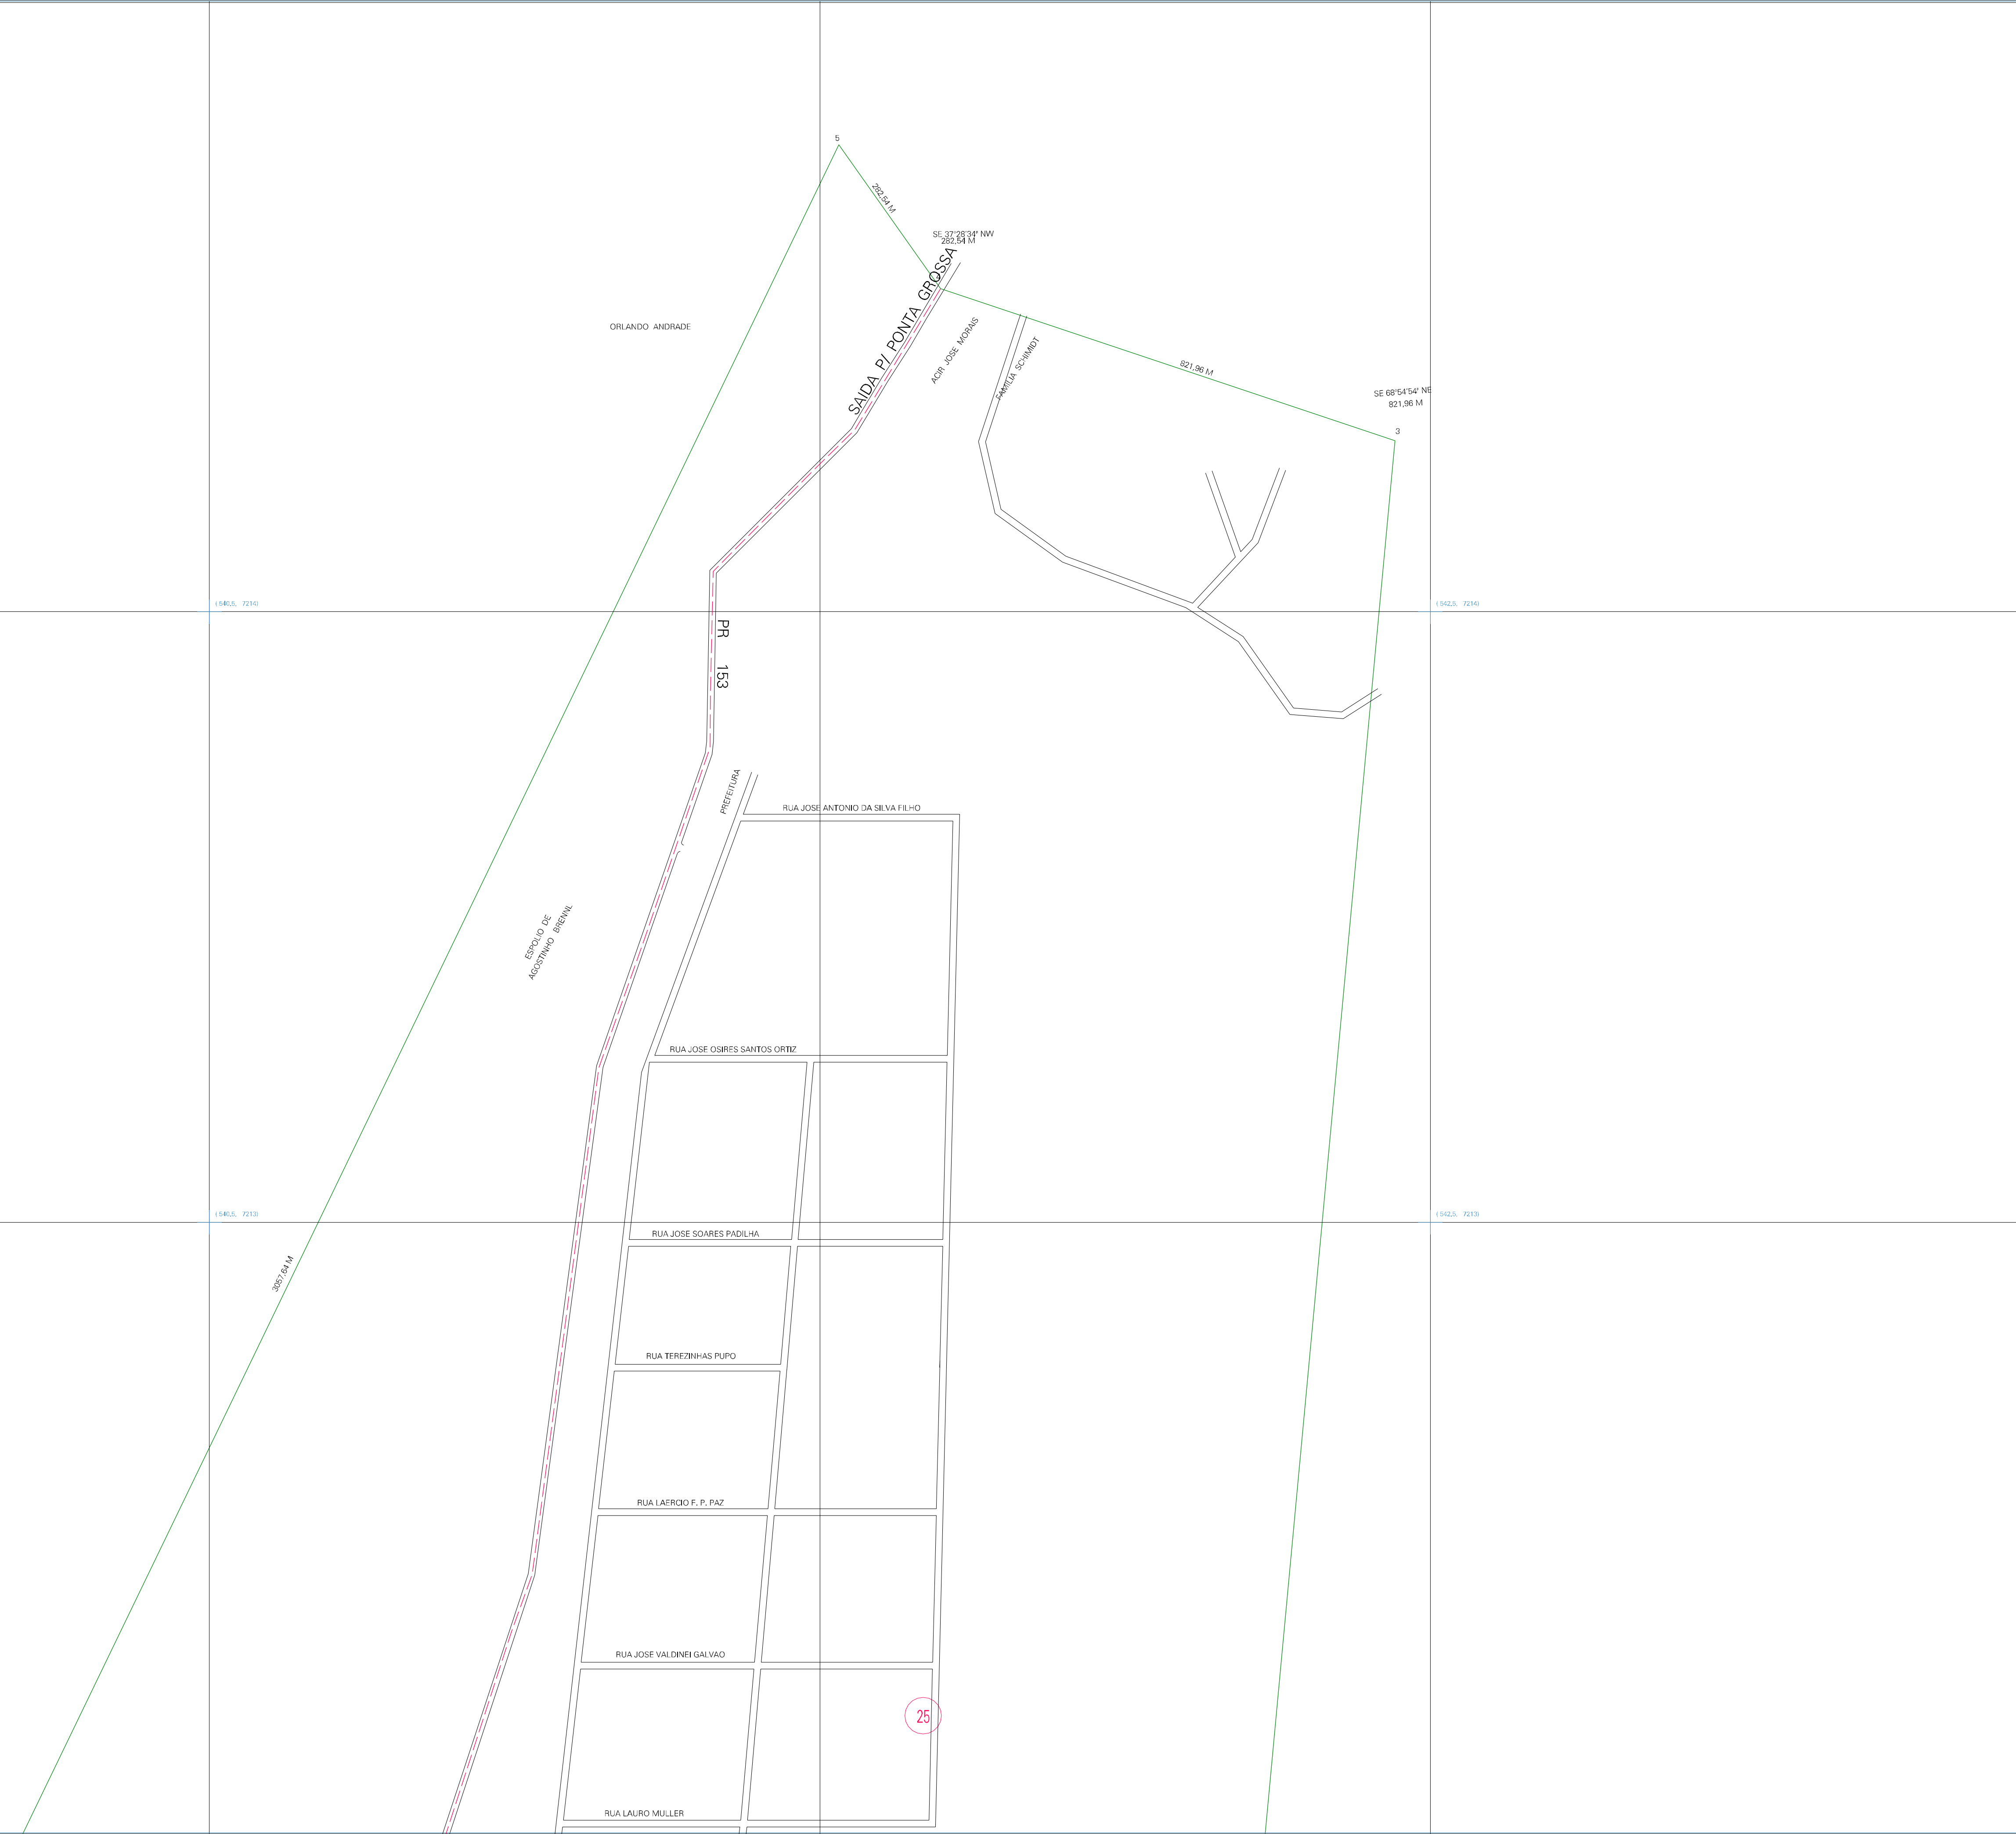 5
282,54 M
SE 37°28'34" NW
282,54 M
SAIDA P/ PONTA GROSSA
ORLANDO ANDRADE
ACIR JOSE MORAIS
FAMILIA SCHIMIDT
821,96 M
SE 68°54'54" NE
821,96 M
3
( 540,5, 7214)
( 542,5, 7214)
PR 153
PREFEITURA
RUA JOSE ANTONIO DA SILVA FILHO
ESPOLIO DE
AGOSTINHO BRENNL
RUA JOSE OSIRES SANTOS ORTIZ
( 540,5, 7213)
( 542,5, 7213)
RUA JOSE SOARES PADILHA
3057,64 M
RUA TEREZINHAS PUPO
RUA LAERCIO F. P. PAZ
RUA JOSE VALDINEI GALVAO
25
RUA LAURO MULLER